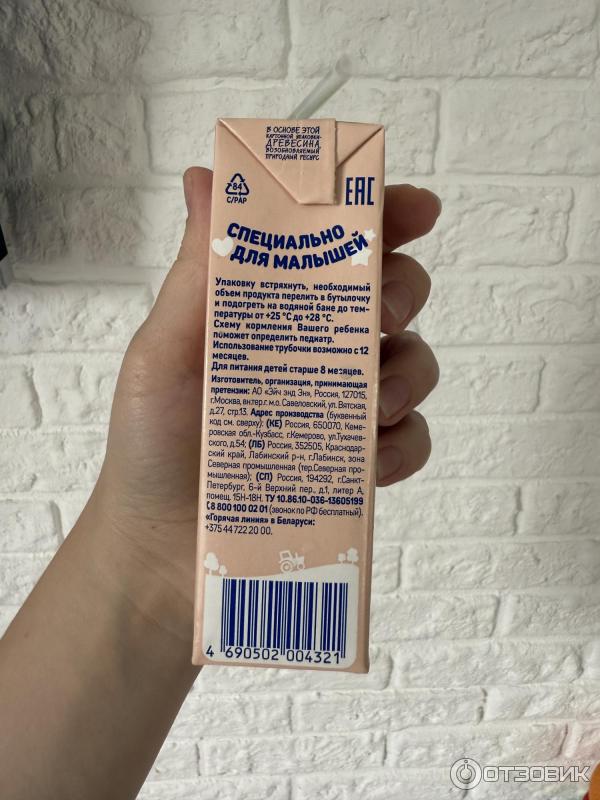 В ОСНОВЕ ЭТОЙ
КАРТОННОЙ УПАКОВКИ-
ДРЕВЕСИНА,
ВОЗОБНОВЛЯЕМЫЙ
ПРИРОДНЫЙ РЕСУРС
84
C/PAP
EAC
СПЕЦИАЛЬНО
ДЛЯ МАЛЫШЕЙ
Упаковку встряхнуть, необходимый
объем продукта перелить в бутылочку
и подогреть на водяной бане до тем-
пературы от +25 °C до +28 °C.
Схему кормления Вашего ребенка
поможет определить педиатр.
Использование трубочки возможно с 12
месяцев.
Для питания детей старше 8 месяцев.
Изготовитель, организация, принимающая
претензии: АО «Эйч энд Эн», Россия, 127015,
г.Москва, вн.тер.г. м.о. Савеловский, ул. Вятская,
д.27, стр.13. Адрес производства (буквенный
код см. сверху): (КЕ) Россия, 650070, Кеме-
ровская обл.-Кузбасс, г.Кемерово, ул.Тухачев-
ского, д.54; (ЛБ) Россия, 352505, Краснодар-
ский край, Лабинский р-н, г.Лабинск, зона
Северная промышленная (тер.Северная про-
мышленная); (СП) Россия, 194292, г.Санкт-
Петербург, 6-й Верхний пер., д.1, литер А,
помещ. 15Н-18Н. ТУ 10.86.10-036-13605199
8 800 100 02 01 (звонок по РФ бесплатный).
«Горячая линия» в Беларуси:
+375 44 722 20 00.
4 690502 004321
ОТЗОВИК